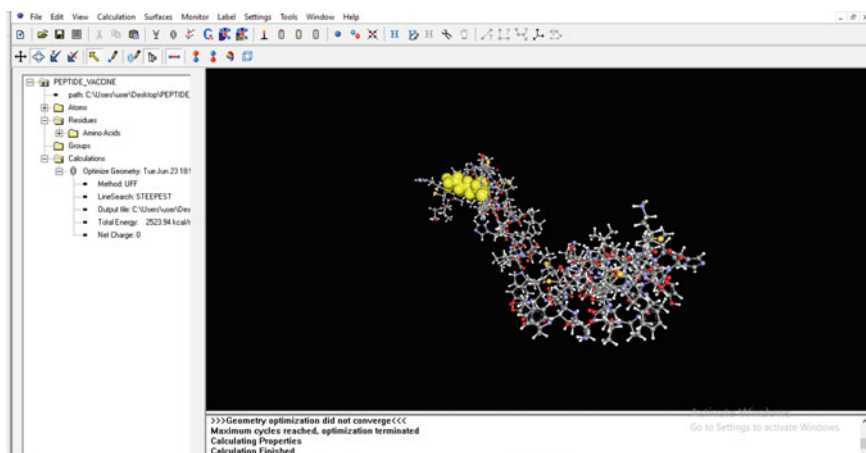 File Edit View Calculation Surfaces Monitor Label Settings Tools Window Help
PEPTIDE_VACCINE
path: C:\Users\user\Desktop\PEPTIDE_
Atoms
Residues
Amino Acids
Groups
Calculations
Optimize Geometry: Tue Jun 23 18:
Method: UFF
LineSearch: STEEPEST
Output file: C:\Users\user\Des
Total Energy: 2523.94 kcal/
Net Charge: 0
>>>Geometry optimization did not converge<<<
Maximum cycles reached, optimization terminated
Calculating Properties
Calculation Finished
Activate Windows
Go to Settings to activate Windows.